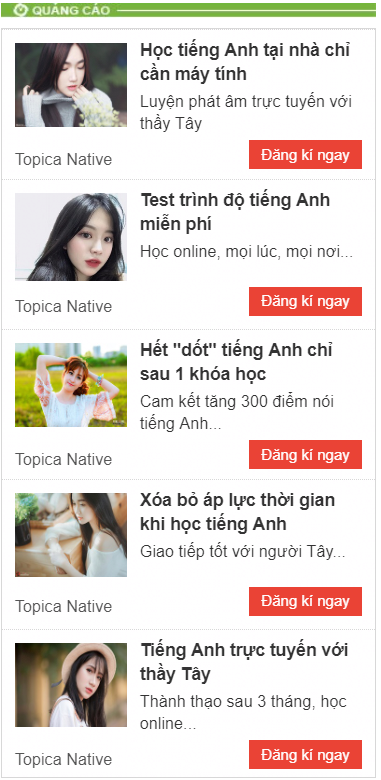 QUẢNG CÁO
Học tiếng Anh tại nhà chỉ
cần máy tính
Luyện phát âm trực tuyến với
thầy Tây
Topica Native
Đăng kí ngay
Test trình độ tiếng Anh
miễn phí
Học online, mọi lúc, mọi nơi...
Topica Native
Đăng kí ngay
Hết "dốt" tiếng Anh chỉ
sau 1 khóa học
Cam kết tăng 300 điểm nói
tiếng Anh...
Topica Native
Đăng kí ngay
Xóa bỏ áp lực thời gian
khi học tiếng Anh
Giao tiếp tốt với người Tây...
Topica Native
Đăng kí ngay
Tiếng Anh trực tuyến với
thầy Tây
Thành thạo sau 3 tháng, học
online...
Topica Native
Đăng kí ngay